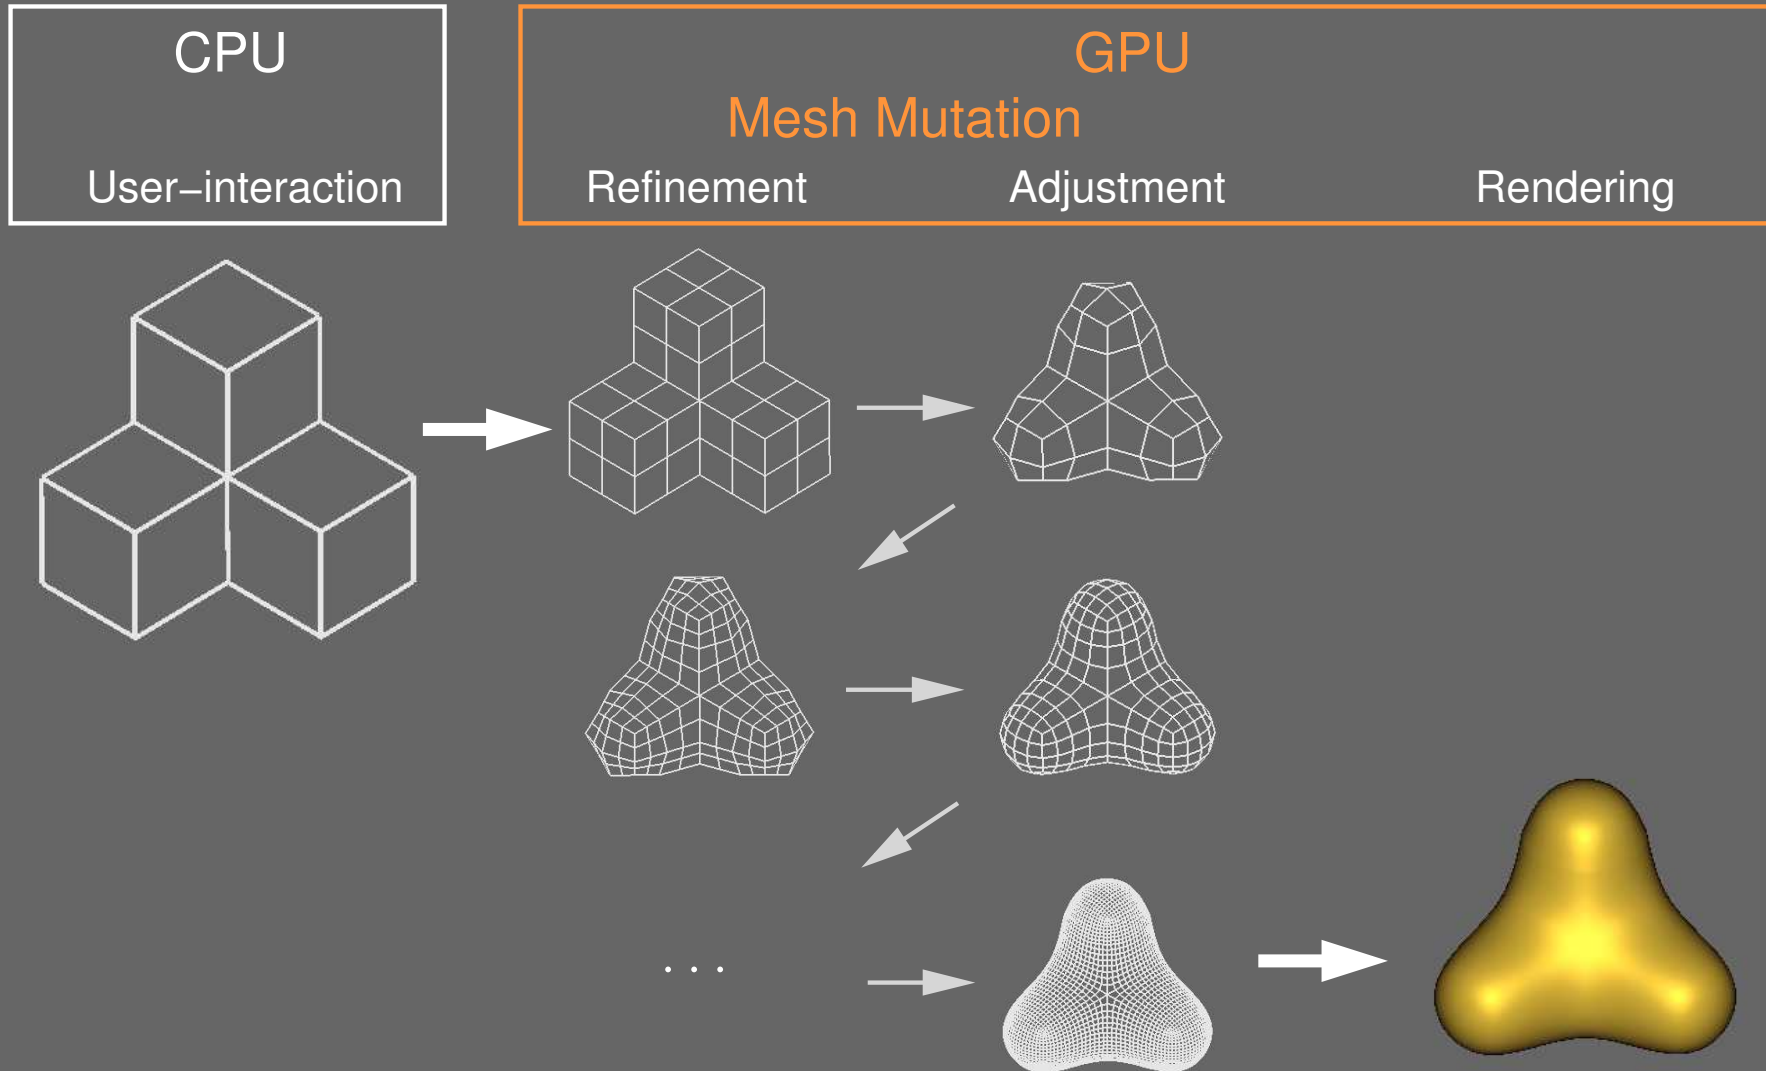 CPU
User−interaction
GPU
Mesh Mutation
Refinement
Adjustment
Rendering
. . .